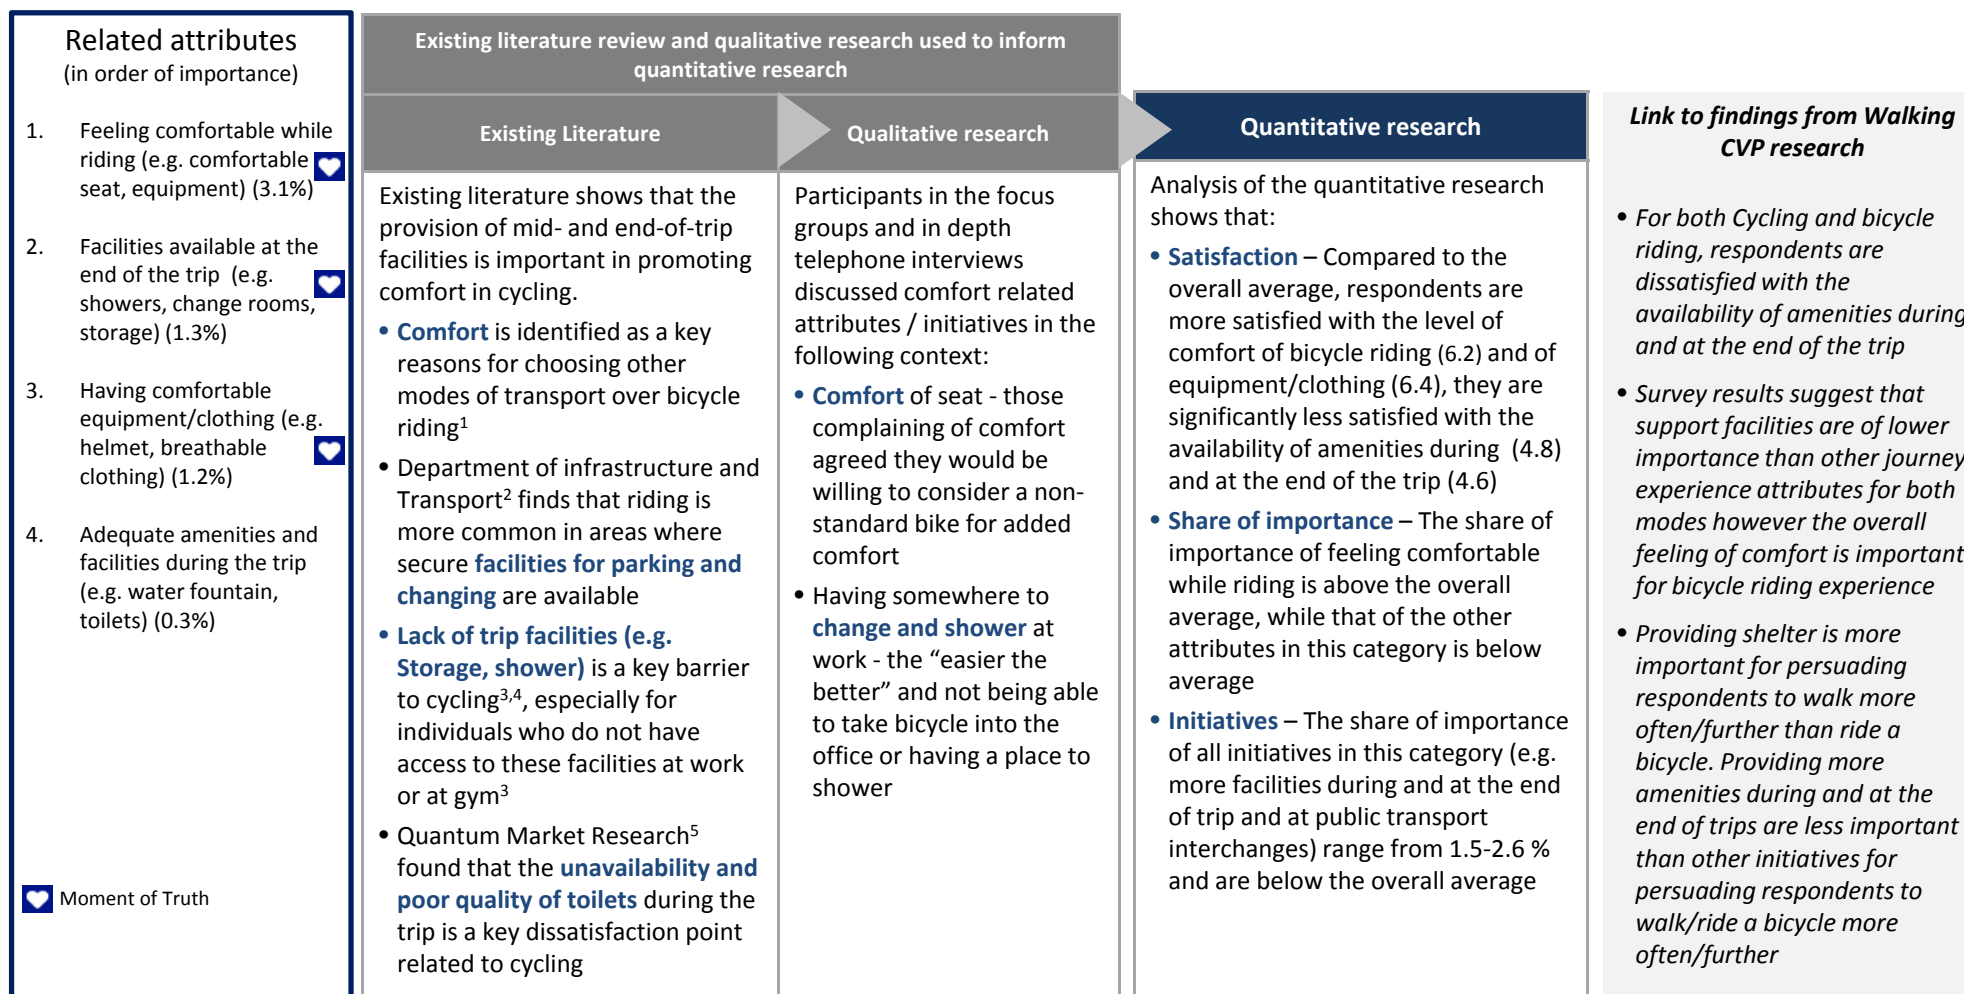 Related attributes
(in order of importance)
1. Feeling comfortable while
riding (e.g. comfortable
seat, equipment) (3.1%)
2. Facilities available at the
end of the trip (e.g.
showers, change rooms,
storage) (1.3%)
3. Having comfortable
equipment/clothing (e.g.
helmet, breathable
clothing) (1.2%)
4. Adequate amenities and
facilities during the trip
(e.g. water fountain,
toilets) (0.3%)
Moment of Truth
Existing literature review and qualitative research used to inform
quantitative research
Existing Literature
Existing literature shows that the
provision of mid- and end-of-trip
facilities is important in promoting
comfort in cycling.
• Comfort is identified as a key
reasons for choosing other
modes of transport over bicycle
riding1
• Department of infrastructure and
Transport2 finds that riding is
more common in areas where
secure facilities for parking and
changing are available
• Lack of trip facilities (e.g.
Storage, shower) is a key barrier
to cycling3,4, especially for
individuals who do not have
access to these facilities at work
or at gym3
• Quantum Market Research5
found that the unavailability and
poor quality of toilets during the
trip is a key dissatisfaction point
related to cycling
Qualitative research
Participants in the focus
groups and in depth
telephone interviews
discussed comfort related
attributes / initiatives in the
following context:
• Comfort of seat - those
complaining of comfort
agreed they would be
willing to consider a non-
standard bike for added
comfort
• Having somewhere to
change and shower at
work - the “easier the
better” and not being able
to take bicycle into the
office or having a place to
shower
Quantitative research
Analysis of the quantitative research
shows that:
• Satisfaction – Compared to the
overall average, respondents are
more satisfied with the level of
comfort of bicycle riding (6.2) and of
equipment/clothing (6.4), they are
significantly less satisfied with the
availability of amenities during (4.8)
and at the end of the trip (4.6)
• Share of importance – The share of
importance of feeling comfortable
while riding is above the overall
average, while that of the other
attributes in this category is below
average
• Initiatives – The share of importance
of all initiatives in this category (e.g.
more facilities during and at the end
of trip and at public transport
interchanges) range from 1.5-2.6 %
and are below the overall average
Link to findings from Walking
CVP research
• For both Cycling and bicycle
riding, respondents are
dissatisfied with the
availability of amenities during
and at the end of the trip
• Survey results suggest that
support facilities are of lower
importance than other journey
experience attributes for both
modes however the overall
feeling of comfort is important
for bicycle riding experience
• Providing shelter is more
important for persuading
respondents to walk more
often/further than ride a
bicycle. Providing more
amenities during and at the
end of trips are less important
than other initiatives for
persuading respondents to
walk/ride a bicycle more
often/further